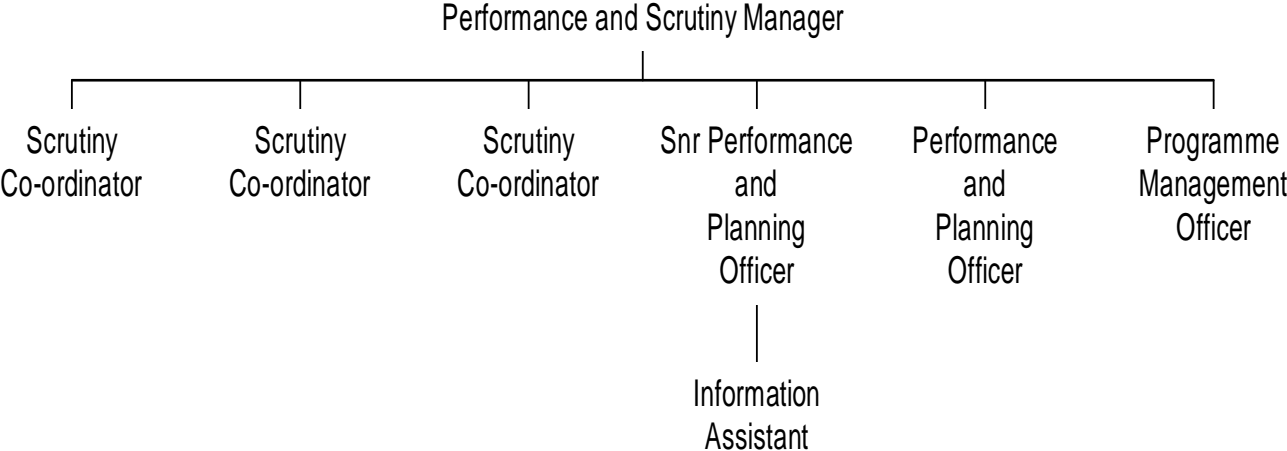 Performance and Scrutiny Manager
Scrutiny
Co-ordinator
Scrutiny
Co-ordinator
Scrutiny
Co-ordinator
Snr Performance
and
Planning
Officer
Performance
and
Planning
Officer
Programme
Management
Officer
Information
Assistant